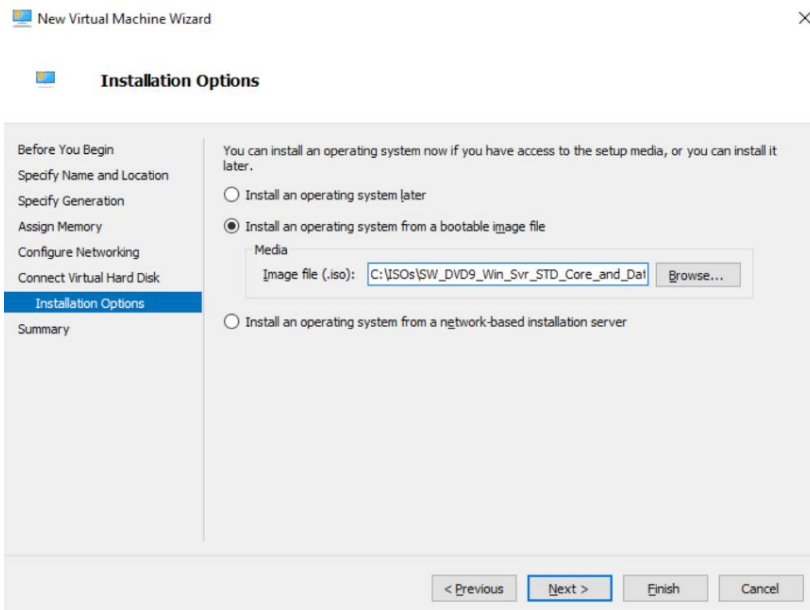 New Virtual Machine Wizard
Installation Options
Before You Begin
Specify Name and Location
Specify Generation
Assign Memory
Configure Networking
Connect Virtual Hard Disk
Installation Options
Summary
You can install an operating system now if you have access to the setup media, or you can install it
later.
Install an operating system later
Install an operating system from a bootable image file
Media
Image file (.iso): C:\ISOs\SW_DVD9_Win_Svr_STD_Core_and_Dat Browse...
Install an operating system from a network-based installation server
< Previous Next > Finish Cancel